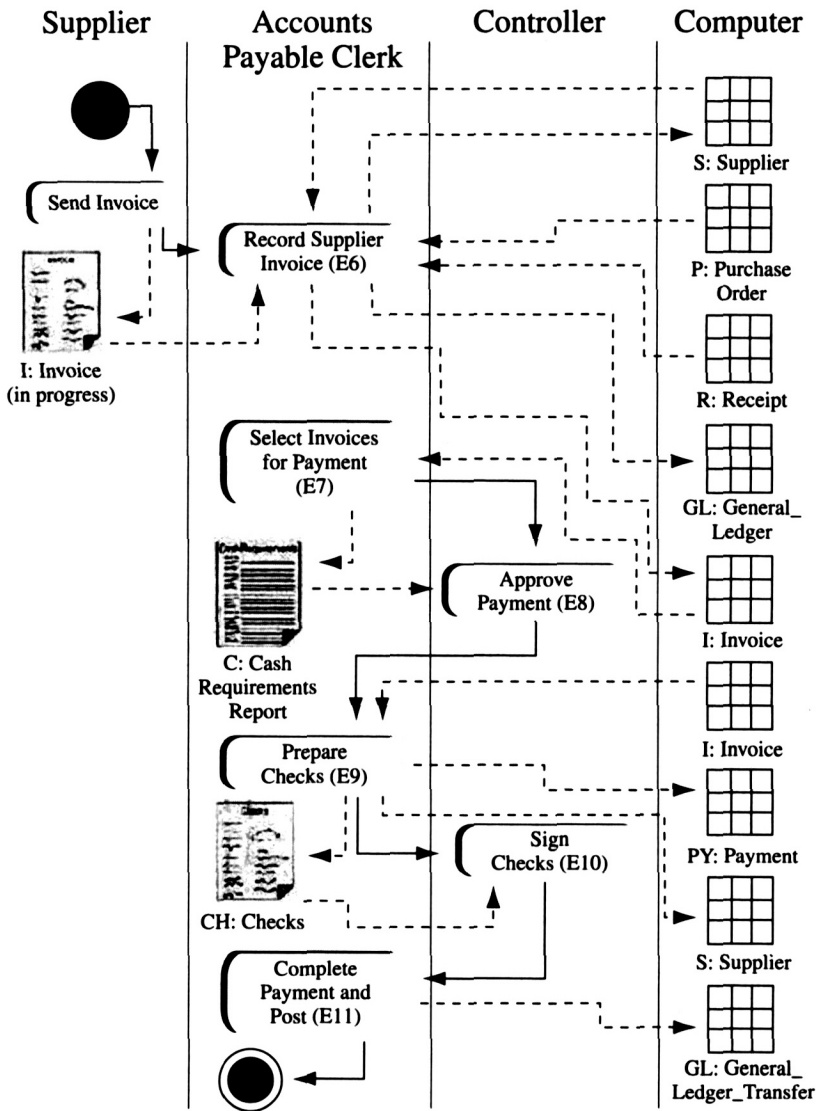 Supplier
Accounts
Payable Clerk
Controller
Computer
S: Supplier
Send Invoice
Record Supplier
Invoice (E6)
P: Purchase
Order
I: Invoice
(in progress)
R: Receipt
Select Invoices
for Payment
(E7)
GL: General_
Ledger
Cash Requirements
Approve
Payment (E8)
I: Invoice
C: Cash
Requirements
Report
I: Invoice
Prepare
Checks (E9)
Sign
Checks (E10)
PY: Payment
CH: Checks
S: Supplier
Complete
Payment and
Post (E11)
GL: General_
Ledger_Transfer